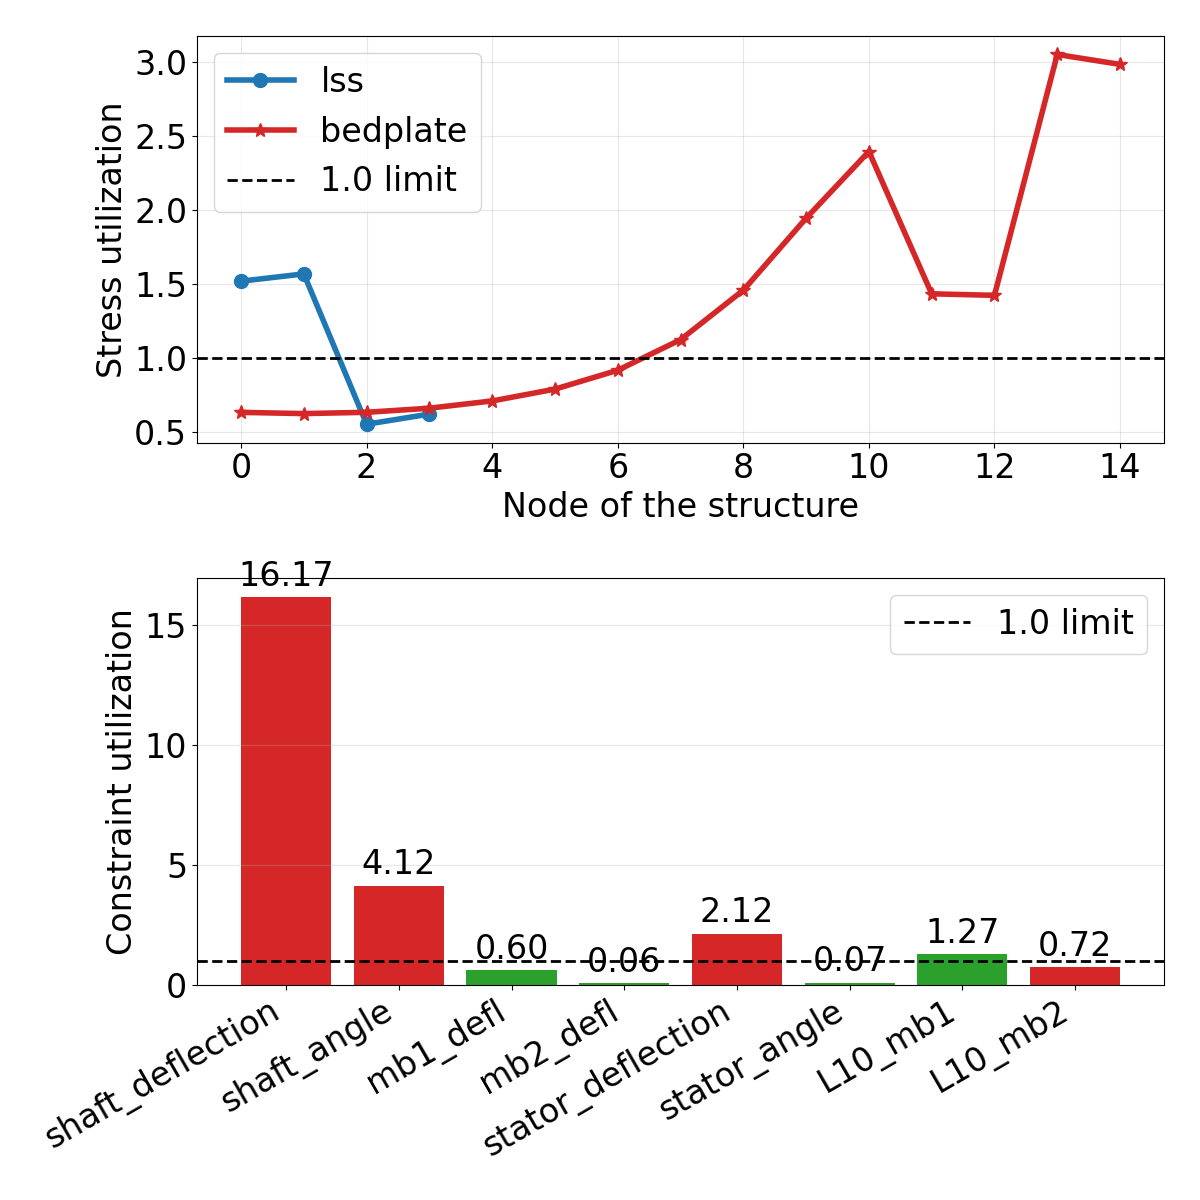 3.0
2.5
2.0
1.5
1.0
0.5
Stress utilization
lss
bedplate
1.0 limit
0 2 4 6 8 10 12 14
Node of the structure
15
10
5
0
Constraint utilization
1.0 limit
16.17
4.12
0.60
0.06
2.12
0.07
1.27
0.72
shaft_deflection
shaft_angle
mb1_defl
mb2_defl
stator_deflection
stator_angle
L10_mb1
L10_mb2